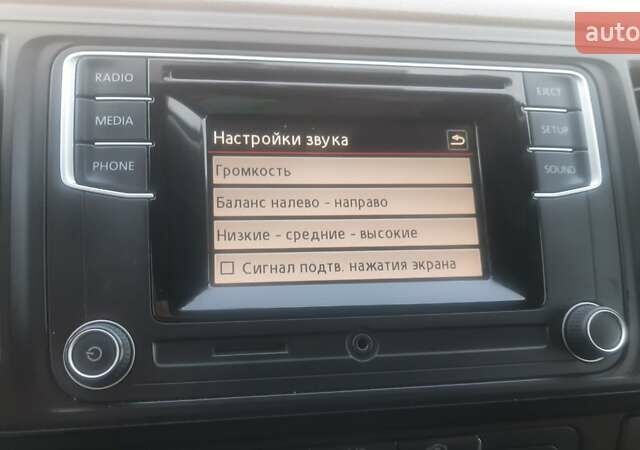 auto
RADIO
EJECT
MEDIA
SETUP
PHONE
SOUND
Настройки звука
Громкость
Баланс налево - направо
Низкие - средние - высокие
Сигнал подтв. нажатия экрана